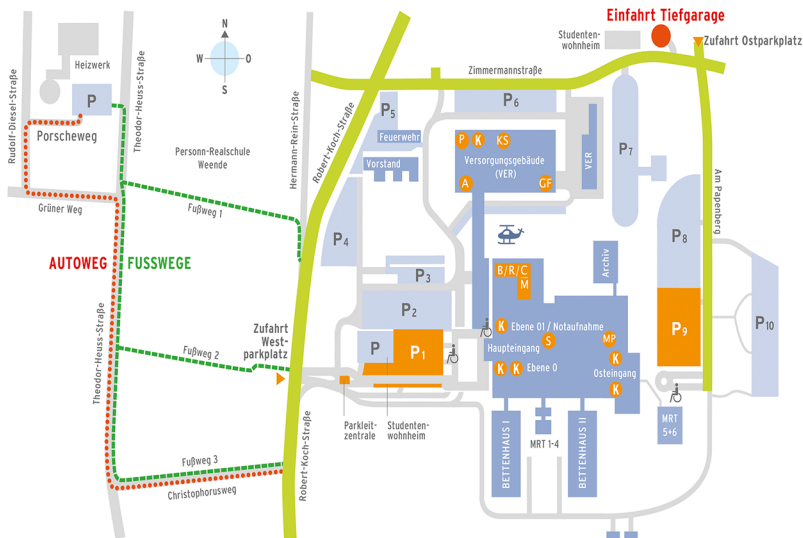 Einfahrt Tiefgarage
N
W
O
S
Studenten-
wohnheim
Zufahrt Ostparkplatz
Heizwerk
Zimmermannstraße
P
Porscheweg
Rudolf-Diesel-Straße
Theodor-Heuss-Straße
Hermann-Rein-Straße
Robert-Koch-Straße
Personn-Realschule
Weende
P5
P6
P7
Feuerwehr
Vorstand
P
K
KS
Versorgungsgebäude
(VER)
A
GF
VER
Am Papenberg
Grüner Weg
Fußweg 1
P4
P8
AUTOWEG
FUSSWEGE
P3
B/R/C
M
Archiv
Theodor-Heuss-Straße
P2
Zufahrt
West-
parkplatz
K
Ebene 01 / Notaufnahme
P9
P10
P
P1
Haupteingang
S
MP
K
Fußweg 2
K
K
Ebene 0
Osteingang
K
Parkleit-
zentrale
Studenten-
wohnheim
Robert-Koch-Straße
BETTENHAUS I
MRT 1-4
BETTENHAUS II
MRT
5+6
Fußweg 3
Christophorusweg